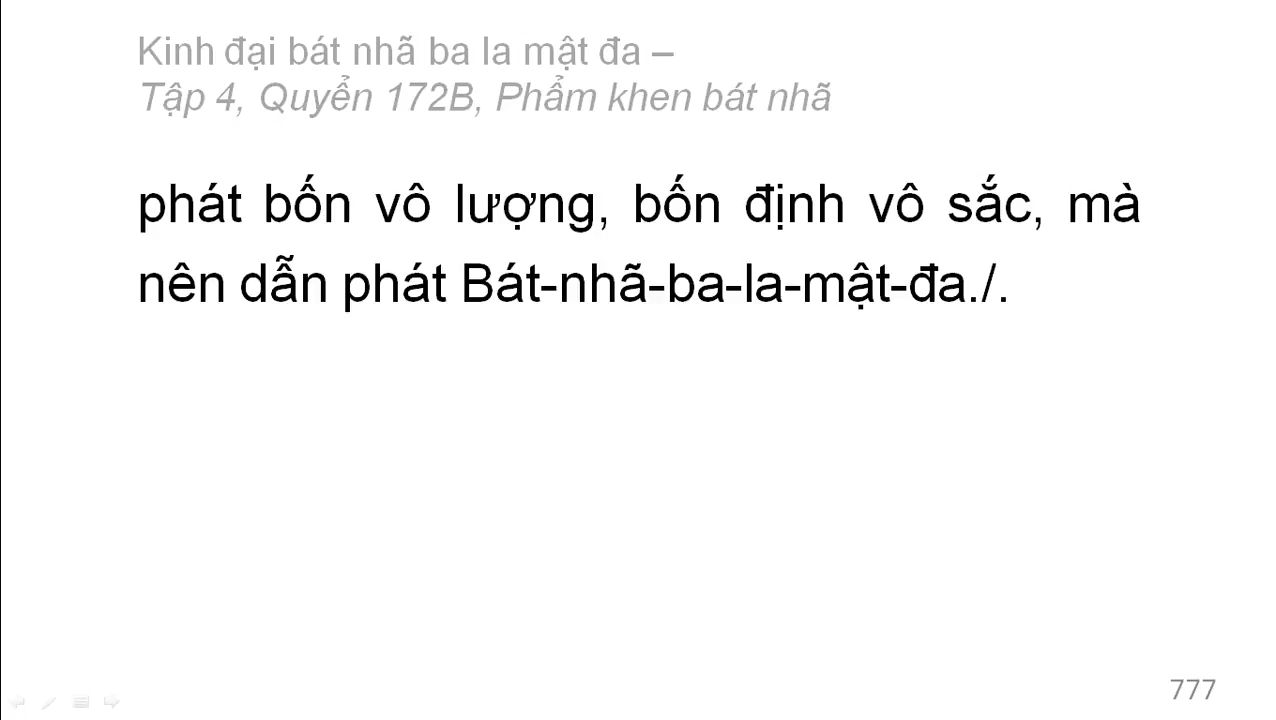 Kinh đại bát nhã ba la mật đa –
Tập 4, Quyển 172B, Phẩm khen bát nhã
phát bốn vô lượng, bốn định vô sắc, mà
nên dẫn phát Bát-nhã-ba-la-mật-đa./.
777